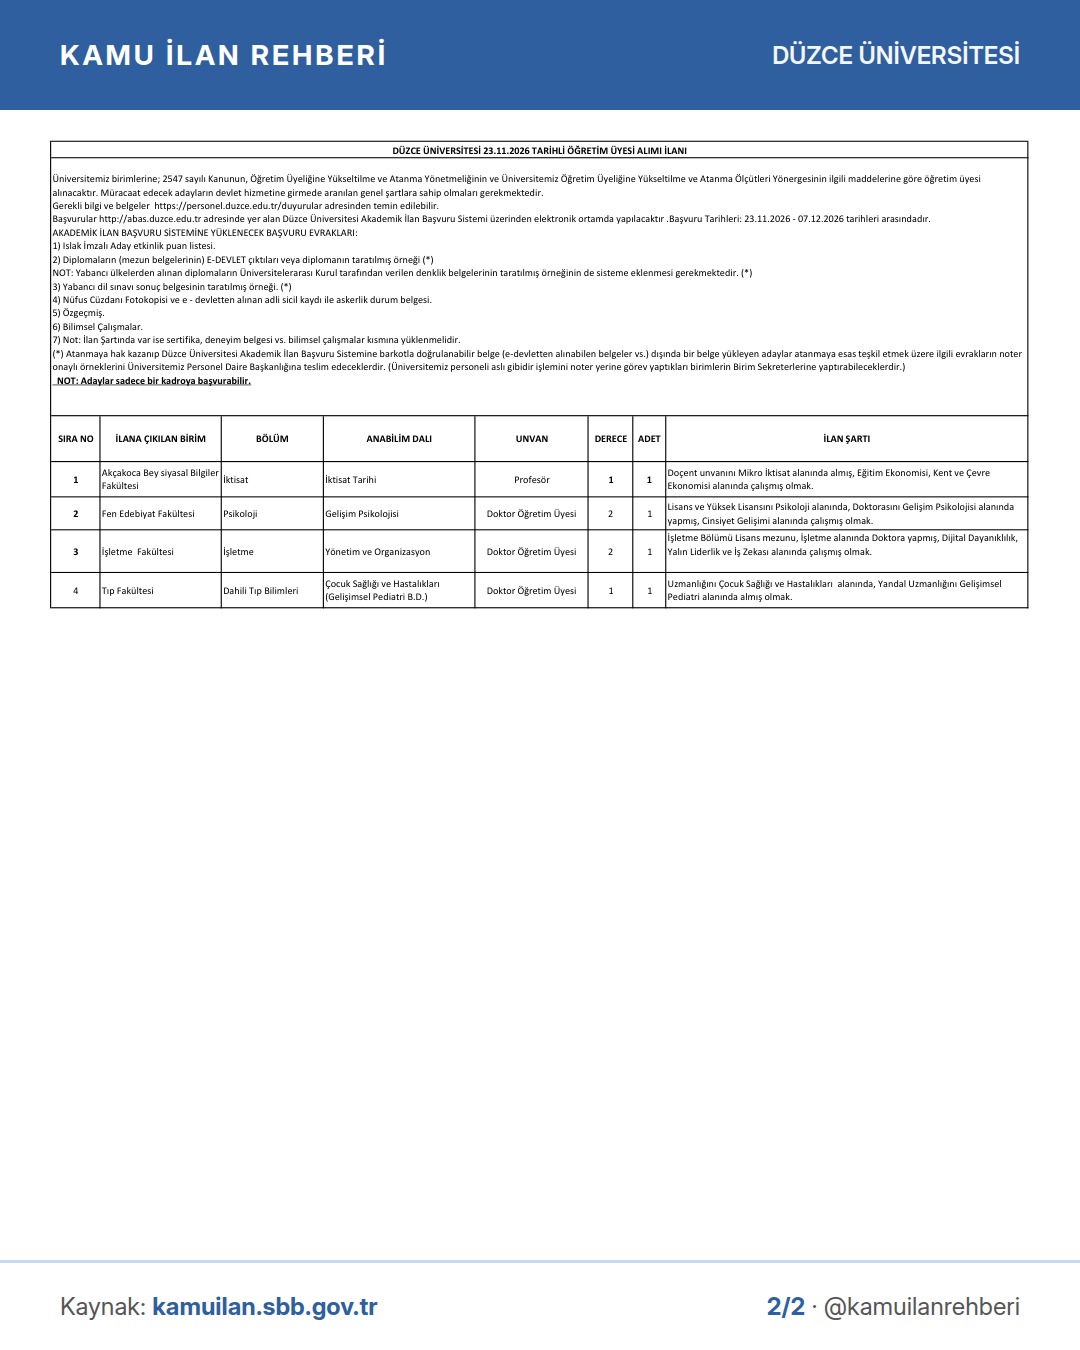 KAMU İLAN REHBERİ
DÜZCE ÜNİVERSİTESİ
DÜZCE ÜNİVERSİTESİ 23.11.2026 TARİHLİ ÖĞRETİM ÜYESİ ALIMI İLANI
Üniversitemiz birimlerine; 2547 sayılı Kanunun, Öğretim Üyeliğine Yükseltilme ve Atanma Yönetmeliğinin ve Üniversitemiz Öğretim Üyeliğine Yükseltilme ve Atanma Ölçütleri Yönergesinin ilgili maddelerine göre öğretim üyesi
alınacaktır. Müracaat edecek adayların devlet hizmetine girmede aranılan genel şartlara sahip olmaları gerekmektedir.
Gerekli bilgi ve belgeler https://personel.duzce.edu.tr/duyurular adresinden temin edilebilir.
Başvurular http://abas.duzce.edu.tr adresinde yer alan Düzce Üniversitesi Akademik İlan Başvuru Sistemi üzerinden elektronik ortamda yapılacaktır .Başvuru Tarihleri: 23.11.2026 - 07.12.2026 tarihleri arasındadır.
AKADEMİK İLAN BAŞVURU SİSTEMİNE YÜKLENECEK BAŞVURU EVRAKLARI:
1) Islak İmzalı Aday etkinlik puan listesi.
2) Diplomaların (mezun belgelerinin) E-DEVLET çıktıları veya diplomanın taratılmış örneği (*)
NOT: Yabancı ülkelerden alınan diplomaların Üniversitelerarası Kurul tarafından verilen denklik belgelerinin taratılmış örneğinin de sisteme eklenmesi gerekmektedir. (*)
3) Yabancı dil sınavı sonuç belgesinin taratılmış örneği. (*)
4) Nüfus Cüzdanı Fotokopisi ve e - devletten alınan adli sicil kaydı ile askerlik durum belgesi.
5) Özgeçmiş.
6) Bilimsel Çalışmalar.
7) Not: İlan Şartında var ise sertifika, deneyim belgesi vs. bilimsel çalışmalar kısmına yüklenmelidir.
(*) Atanmaya hak kazanıp Düzce Üniversitesi Akademik İlan Başvuru Sistemine barkotla doğrulanabilir belge (e-devletten alınabilen belgeler vs.) dışında bir belge yükleyen adaylar atanmaya esas teşkil etmek üzere ilgili evrakların noter
onaylı örneklerini Üniversitemiz Personel Daire Başkanlığına teslim edeceklerdir. (Üniversitemiz personeli aslı gibidir işlemini noter yerine görev yaptıkları birimlerin Birim Sekreterlerine yaptırabileceklerdir.)
NOT: Adaylar sadece bir kadroya başvurabilir.
SIRA NO İLANA ÇIKILAN BİRİM BÖLÜM ANABİLİM DALI UNVAN DERECE ADET İLAN ŞARTI
1 Akçakoca Bey siyasal Bilgiler Fakültesi İktisat İktisat Tarihi Profesör 1 1 Doçent unvanını Mikro İktisat alanında almış, Eğitim Ekonomisi, Kent ve Çevre Ekonomisi alanında çalışmış olmak.
2 Fen Edebiyat Fakültesi Psikoloji Gelişim Psikolojisi Doktor Öğretim Üyesi 2 1 Lisans ve Yüksek Lisansını Psikoloji alanında, Doktorasını Gelişim Psikolojisi alanında yapmış, Cinsiyet Gelişimi alanında çalışmış olmak.
3 İşletme Fakültesi İşletme Yönetim ve Organizasyon Doktor Öğretim Üyesi 2 1 İşletme Bölümü Lisans mezunu, İşletme alanında Doktora yapmış, Dijital Dayanıklılık, Yalın Liderlik ve İş Zekası alanında çalışmış olmak.
4 Tıp Fakültesi Dahili Tıp Bilimleri Çocuk Sağlığı ve Hastalıkları (Gelişimsel Pediatri B.D.) Doktor Öğretim Üyesi 1 1 Uzmanlığını Çocuk Sağlığı ve Hastalıkları alanında, Yandal Uzmanlığını Gelişimsel Pediatri alanında almış olmak.
Kaynak: kamuilan.sbb.gov.tr
2/2 · @kamuilanrehberi